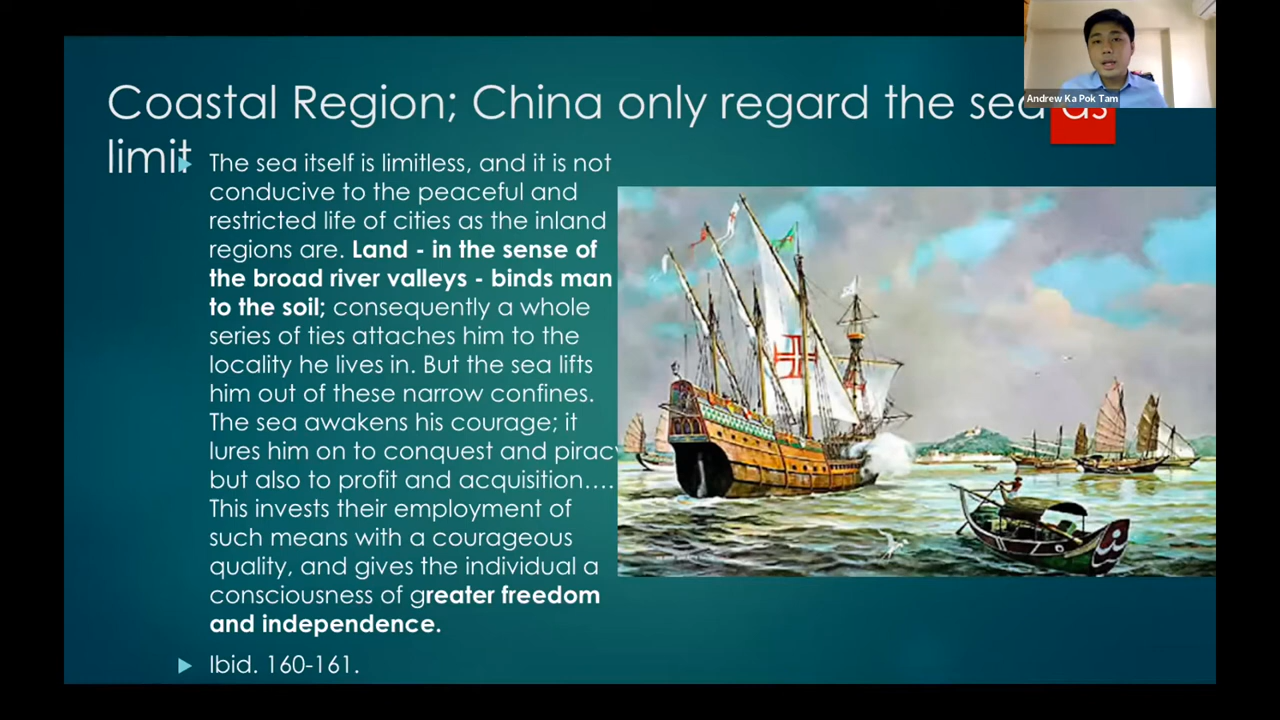 Coastal Region; China only regard the sea as
limit
The sea itself is limitless, and it is not
conducive to the peaceful and
restricted life of cities as the inland
regions are. Land - in the sense of
the broad river valleys - binds man
to the soil; consequently a whole
series of ties attaches him to the
locality he lives in. But the sea lifts
him out of these narrow confines.
The sea awakens his courage; it
lures him on to conquest and piracy
but also to profit and acquisition….
This invests their employment of
such means with a courageous
quality, and gives the individual a
consciousness of greater freedom
and independence.
Ibid. 160-161.
Andrew Ka Pok Tam